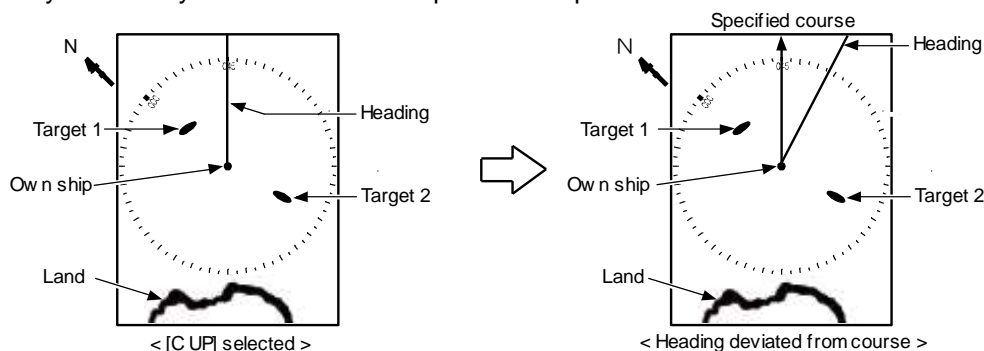 Specified course
N
Heading
Target 1
Own ship
Target 2
Land
< [C UP] selected >
N
Heading
Target 1
Own ship
Target 2
Land
< Heading deviated from course >